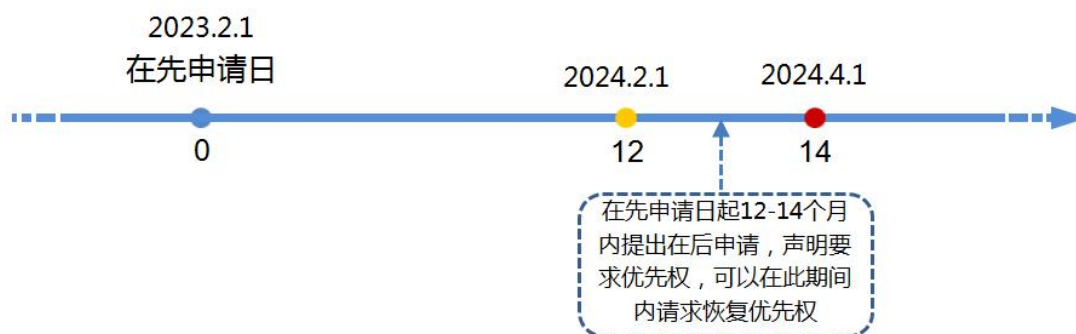 2023.2.1
在先申请日
2024.2.1
2024.4.1
0
12
14
在先申请日起12-14个月
内提出在后申请，声明要
求优先权，可以在此期间
内请求恢复优先权